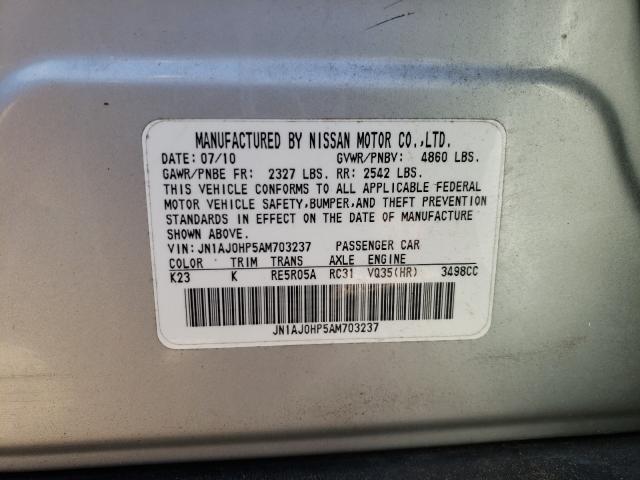 MANUFACTURED BY NISSAN MOTOR CO.,LTD.
DATE: 07/10 GVWR/PNBV: 4860 LBS.
GAWR/PNBE FR: 2327 LBS. RR: 2542 LBS.
THIS VEHICLE CONFORMS TO ALL APPLICABLE FEDERAL
MOTOR VEHICLE SAFETY, BUMPER, AND THEFT PREVENTION
STANDARDS IN EFFECT ON THE DATE OF MANUFACTURE
SHOWN ABOVE.
VIN: JN1AJ0HP5AM703237 PASSENGER CAR
COLOR TRIM TRANS AXLE ENGINE
K23 K RE5R05A RC31 VQ35(HR) 3498CC
JN1AJ0HP5AM703237